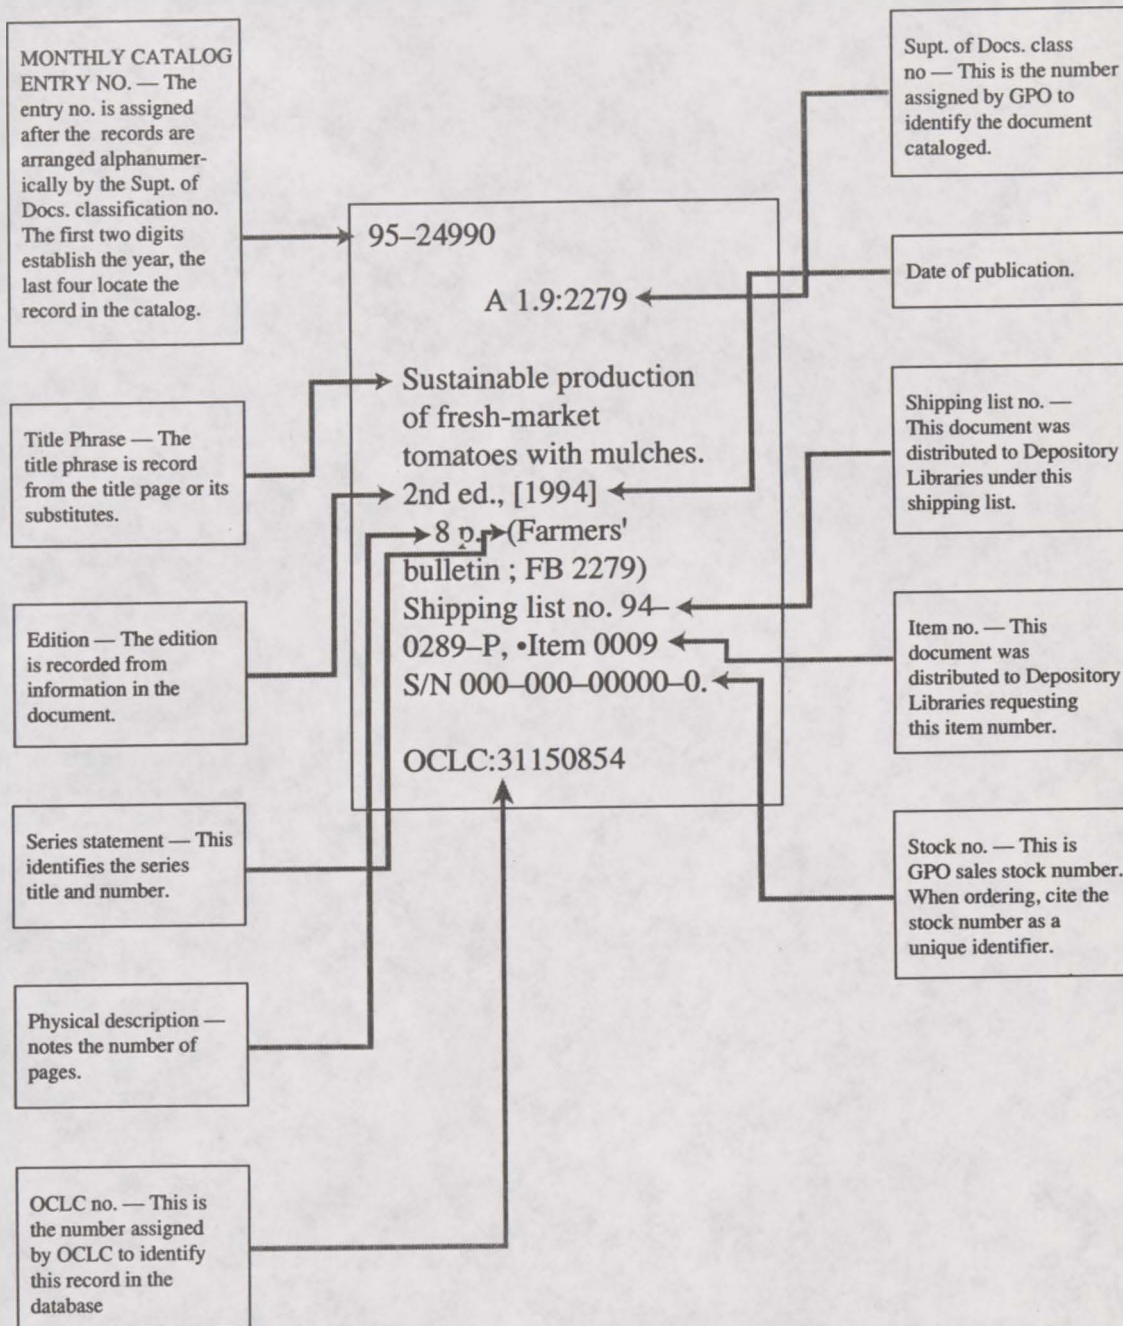 MONTHLY CATALOG
ENTRY NO. — The
entry no. is assigned
after the records are
arranged alphanumer-
ically by the Supt. of
Docs. classification no.
The first two digits
establish the year, the
last four locate the
record in the catalog.
Title Phrase — The
title phrase is record
from the title page or its
substitutes.
Edition — The edition
is recorded from
information in the
document.
Series statement — This
identifies the series
title and number.
Physical description —
notes the number of
pages.
OCLC no. — This is
the number assigned
by OCLC to identify
this record in the
database
95–24990
A 1.9:2279
Sustainable production
of fresh-market
tomatoes with mulches.
2nd ed., [1994]
8 p. (Farmers'
bulletin ; FB 2279)
Shipping list no. 94–
0289–P, •Item 0009
S/N 000–000–00000–0.
OCLC:31150854
Supt. of Docs. class
no — This is the number
assigned by GPO to
identify the document
cataloged.
Date of publication.
Shipping list no. —
This document was
distributed to Depository
Libraries under this
shipping list.
Item no. — This
document was
distributed to Depository
Libraries requesting
this item number.
Stock no. — This is
GPO sales stock number.
When ordering, cite the
stock number as a
unique identifier.